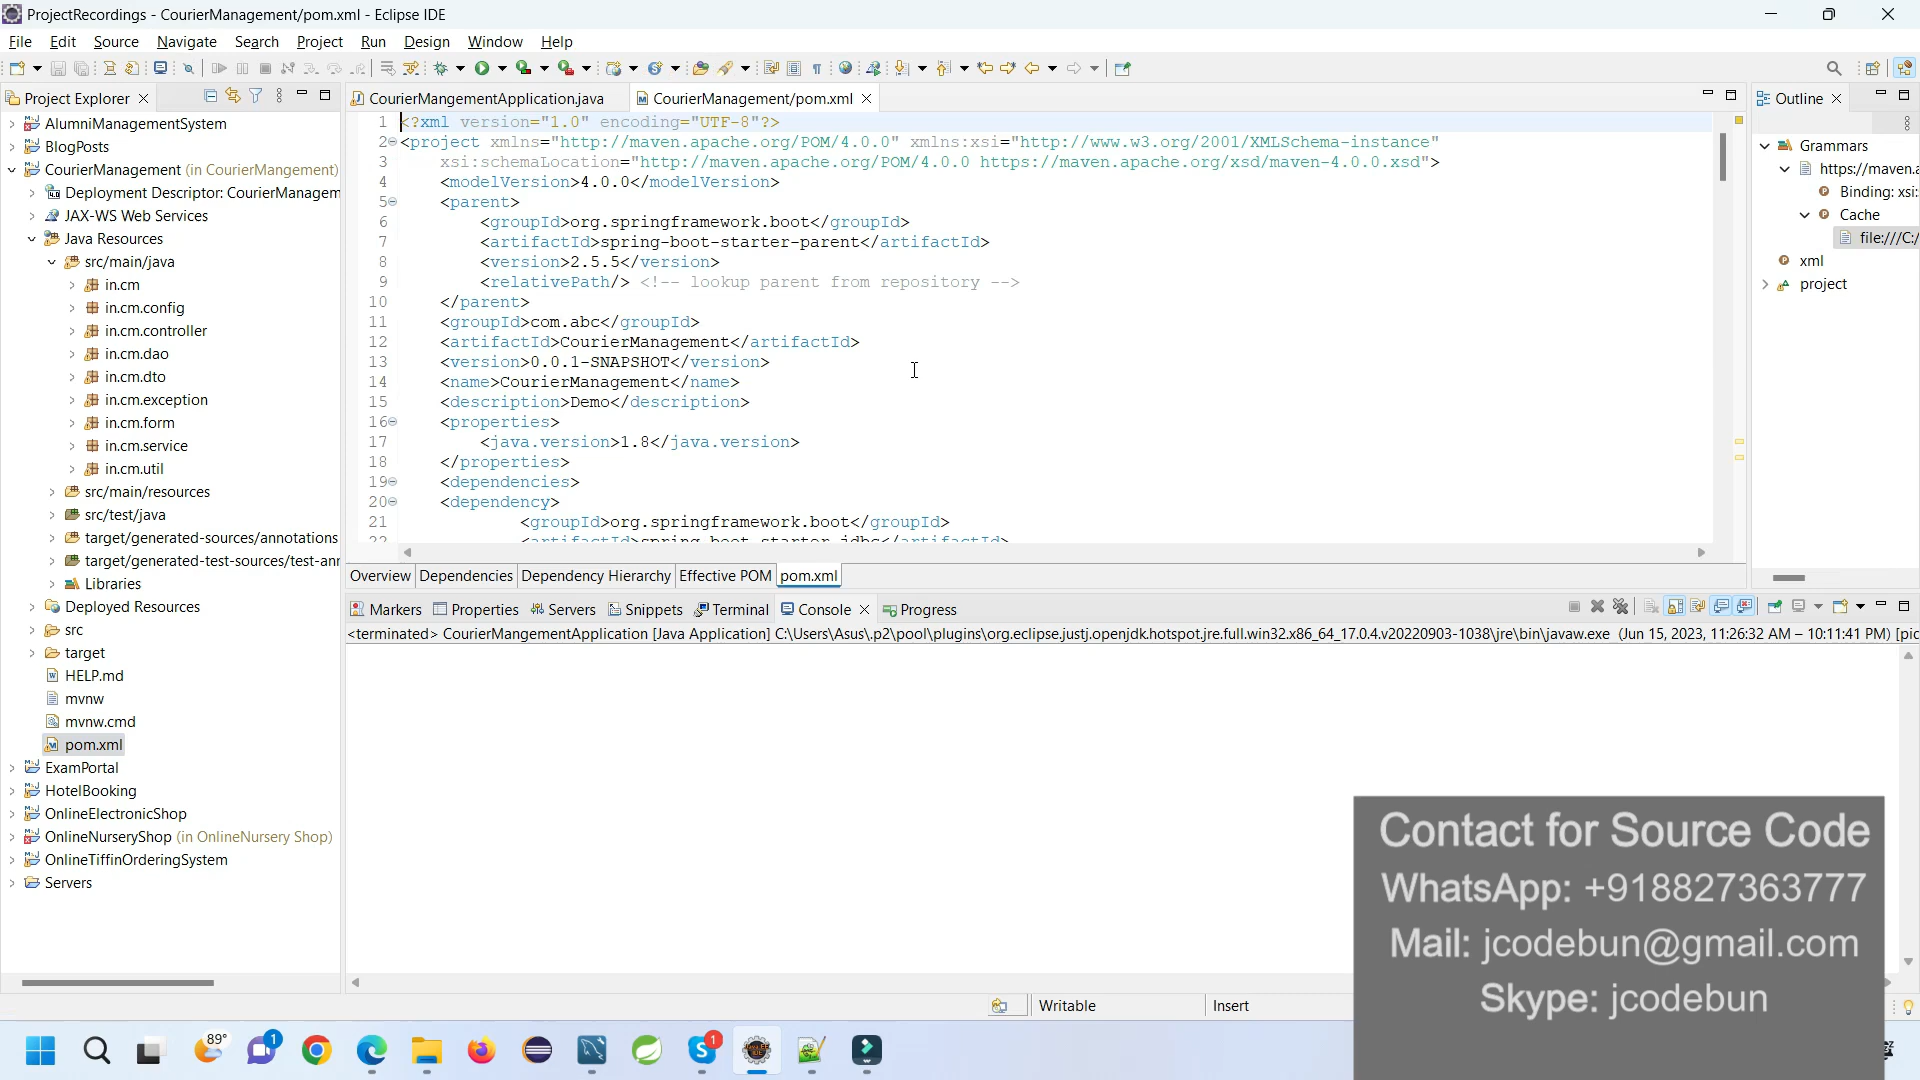 ProjectRecordings - CourierManagement/pom.xml - Eclipse IDE
File Edit Source Navigate Search Project Run Design Window Help
Project Explorer
AlumniManagementSystem
BlogPosts
CourierManagement (in CourierMangement)
Deployment Descriptor: CourierManagem
JAX-WS Web Services
Java Resources
src/main/java
in.cm
in.cm.config
in.cm.controller
in.cm.dao
in.cm.dto
in.cm.exception
in.cm.form
in.cm.service
in.cm.util
src/main/resources
src/test/java
target/generated-sources/annotations
target/generated-test-sources/test-anr
Libraries
Deployed Resources
src
target
HELP.md
mvnw
mvnw.cmd
pom.xml
ExamPortal
HotelBooking
OnlineElectronicShop
OnlineNurseryShop (in OnlineNursery Shop)
OnlineTiffinOrderingSystem
Servers
CourierMangementApplication.java
CourierManagement/pom.xml
1 <?xml version="1.0" encoding="UTF-8"?>
2 <project xmlns="http://maven.apache.org/POM/4.0.0" xmlns:xsi="http://www.w3.org/2001/XMLSchema-instance"
3 xsi:schemaLocation="http://maven.apache.org/POM/4.0.0 https://maven.apache.org/xsd/maven-4.0.0.xsd">
4 <modelVersion>4.0.0</modelVersion>
5 <parent>
6 <groupId>org.springframework.boot</groupId>
7 <artifactId>spring-boot-starter-parent</artifactId>
8 <version>2.5.5</version>
9 <relativePath/> <!-- lookup parent from repository -->
10 </parent>
11 <groupId>com.abc</groupId>
12 <artifactId>CourierManagement</artifactId>
13 <version>0.0.1-SNAPSHOT</version>
14 <name>CourierManagement</name>
15 <description>Demo</description>
16 <properties>
17 <java.version>1.8</java.version>
18 </properties>
19 <dependencies>
20 <dependency>
21 <groupId>org.springframework.boot</groupId>
22 <artifactId>spring-boot-starter-jdbc</artifactId>
Overview Dependencies Dependency Hierarchy Effective POM pom.xml
Outline
Grammars
https://maven.a
Binding: xsi:
Cache
file:///C:/
xml
project
Markers Properties Servers Snippets Terminal Console Progress
<terminated> CourierMangementApplication [Java Application] C:\Users\Asus\.p2\pool\plugins\org.eclipse.justj.openjdk.hotspot.jre.full.win32.x86_64_17.0.4.v20220903-1038\jre\bin\javaw.exe (Jun 15, 2023, 11:26:32 AM – 10:11:41 PM) [pic
Contact for Source Code
WhatsApp: +918827363777
Mail: jcodebun@gmail.com
Skype: jcodebun
Writable
Insert
89°
1
1